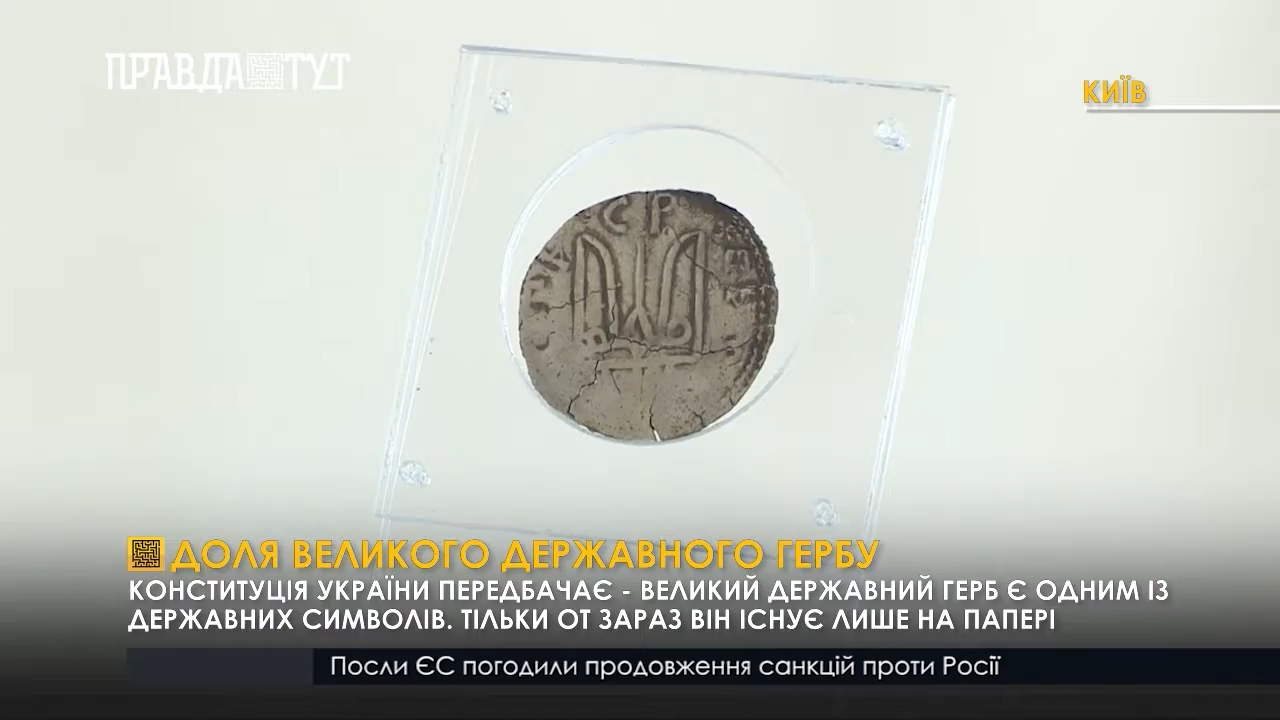 ПРАВДА ТУТ
КИЇВ
СР
ДОЛЯ ВЕЛИКОГО ДЕРЖАВНОГО ГЕРБУ
КОНСТИТУЦІЯ УКРАЇНИ ПЕРЕДБАЧАЄ - ВЕЛИКИЙ ДЕРЖАВНИЙ ГЕРБ Є ОДНИМ ІЗ
ДЕРЖАВНИХ СИМВОЛІВ. ТІЛЬКИ ОТ ЗАРАЗ ВІН ІСНУЄ ЛИШЕ НА ПАПЕРІ
Посли ЄС погодили продовження санкцій проти Росії